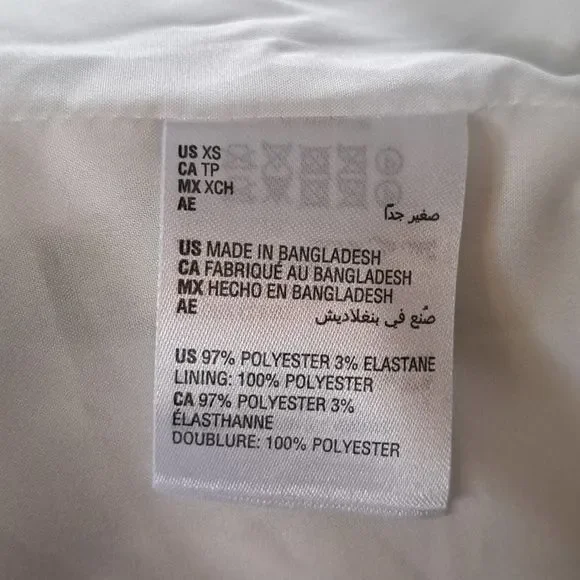 US XS
CA TP
MX XCH
AE صغير جدًا
US MADE IN BANGLADESH
CA FABRIQUÉ AU BANGLADESH
MX HECHO EN BANGLADESH
AE صُنع في بنغلاديش
US 97% POLYESTER 3% ELASTANE
LINING: 100% POLYESTER
CA 97% POLYESTER 3%
ÉLASTHANNE
DOUBLURE: 100% POLYESTER